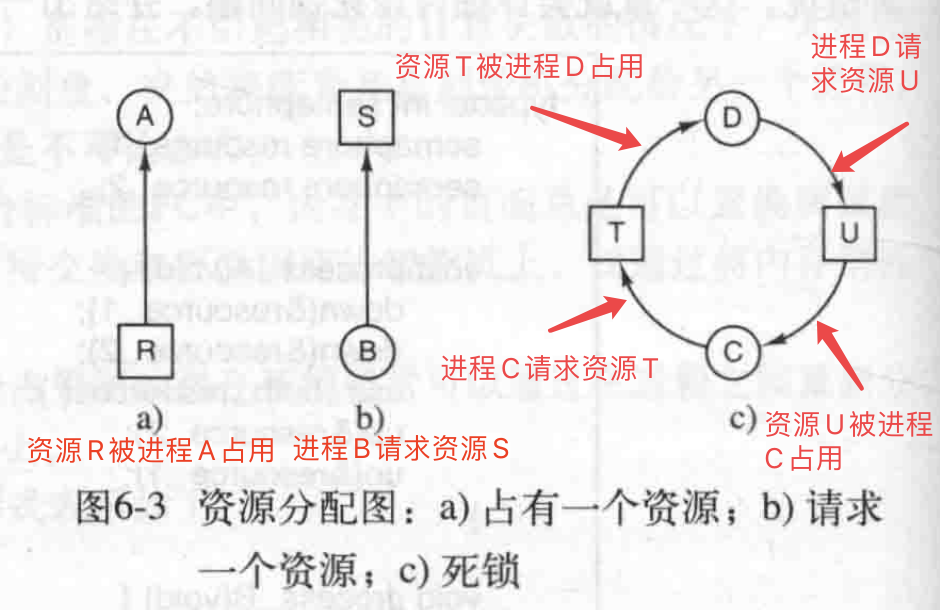 资源T被进程D占用
进程D请
求资源U
A
S
D
T
U
R
B
C
进程C请求资源T
a)
b)
c)
资源U被进程
C占用
资源R被进程A占用
进程B请求资源S
图6-3 资源分配图：a) 占有一个资源；b) 请求
一个资源；c) 死锁